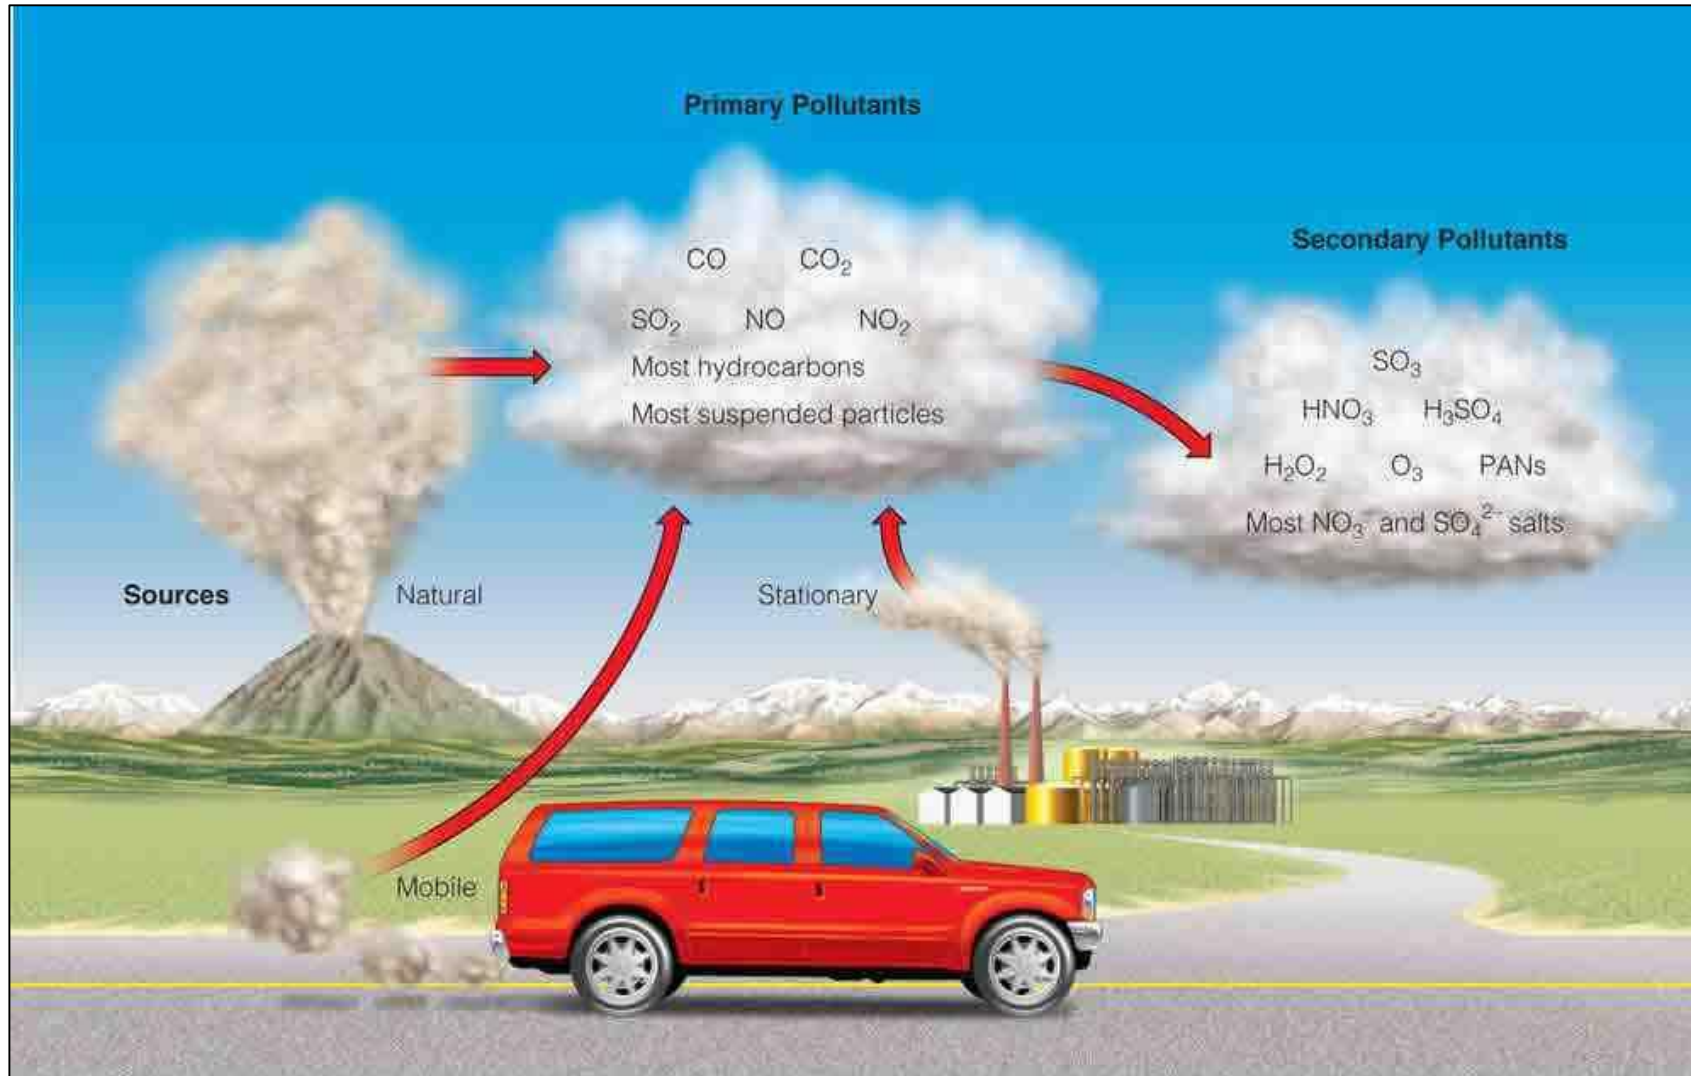 Primary Pollutants
CO CO₂
SO₂ NO NO₂
Most hydrocarbons
Most suspended particles
Secondary Pollutants
SO₃
HNO₃ H₃SO₄
H₂O₂ O₃ PANs
Most NO₃⁻ and SO₄²⁻ salts
Sources Natural
Stationary
Mobile